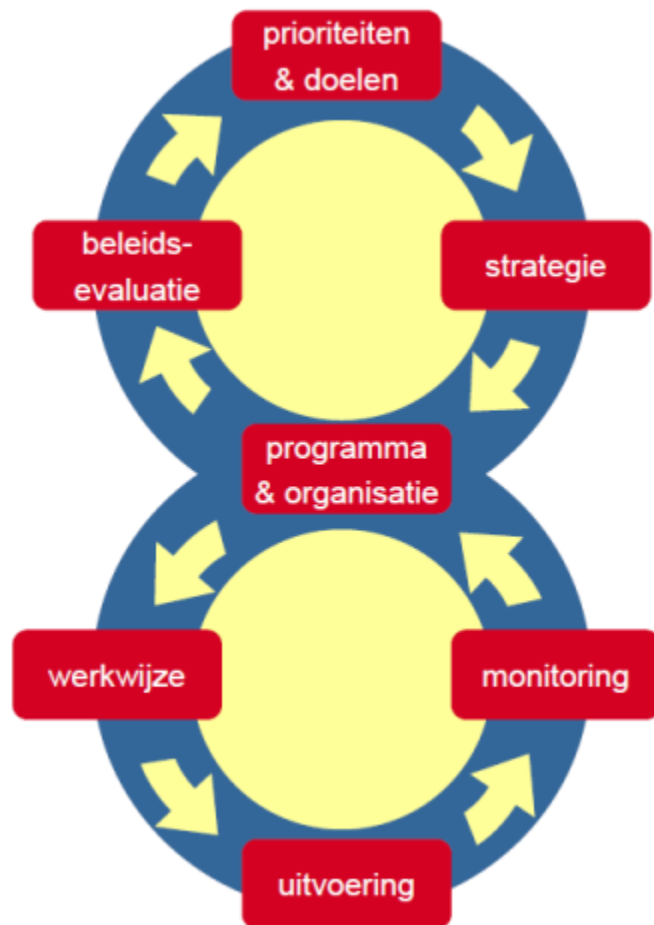 prioriteiten
& doelen
beleids-
evaluatie
strategie
programma
& organisatie
werkwijze
monitoring
uitvoering